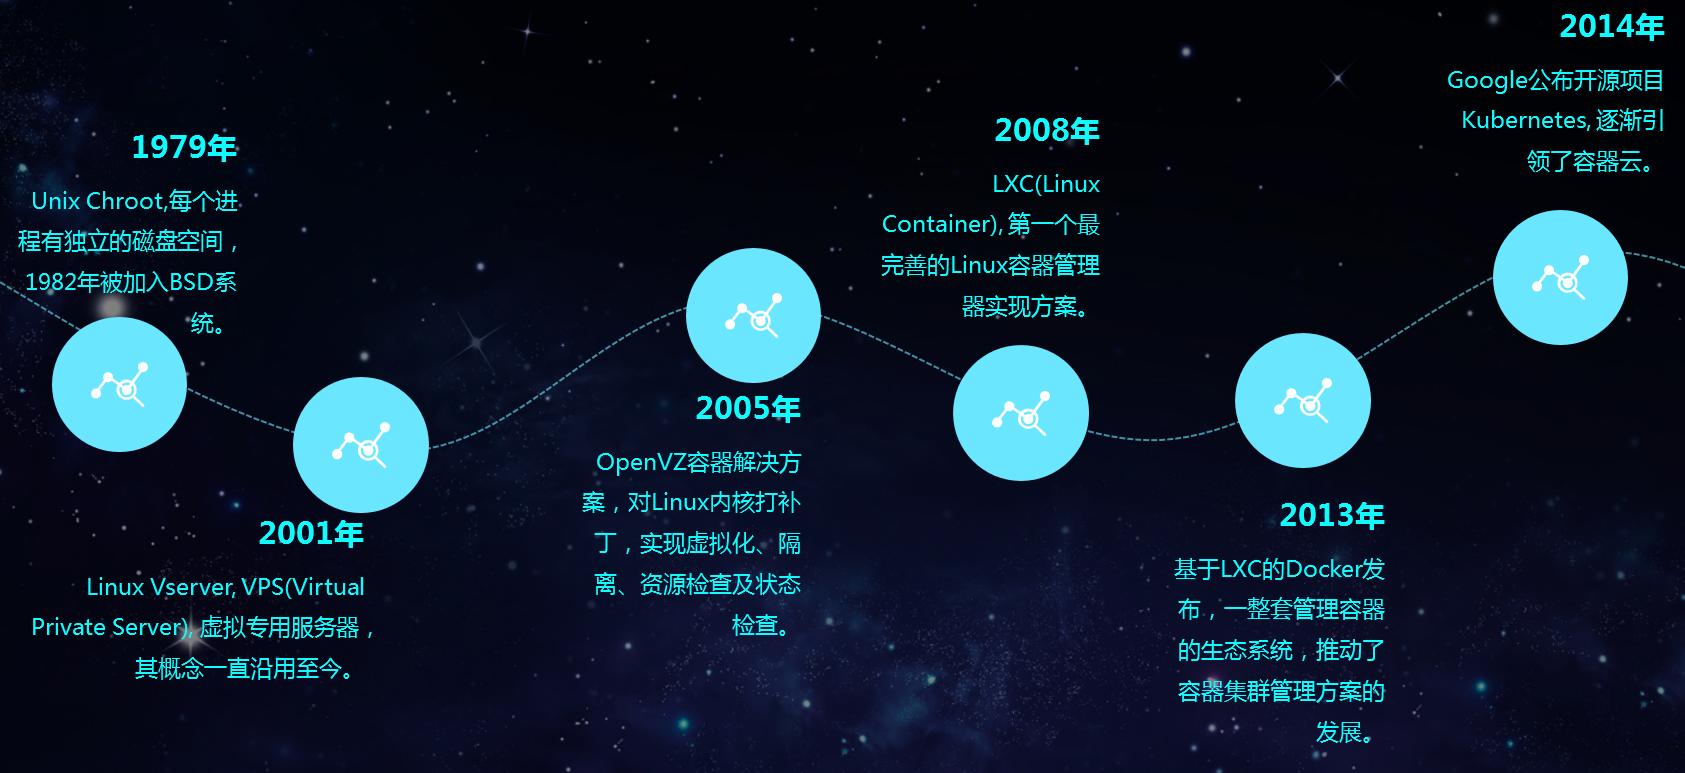 1979年
Unix Chroot,每个进
程有独立的磁盘空间，
1982年被加入BSD系
统。
2001年
Linux Vserver, VPS(Virtual
Private Server), 虚拟专用服务器，
其概念一直沿用至今。
2005年
OpenVZ容器解决方
案，对Linux内核打补
丁，实现虚拟化、隔
离、资源检查及状态
检查。
2008年
LXC(Linux
Container), 第一个最
完善的Linux容器管理
器实现方案。
2013年
基于LXC的Docker发
布，一整套管理容器
的生态系统，推动了
容器集群管理方案的
发展。
2014年
Google公布开源项目
Kubernetes, 逐渐引
领了容器云。